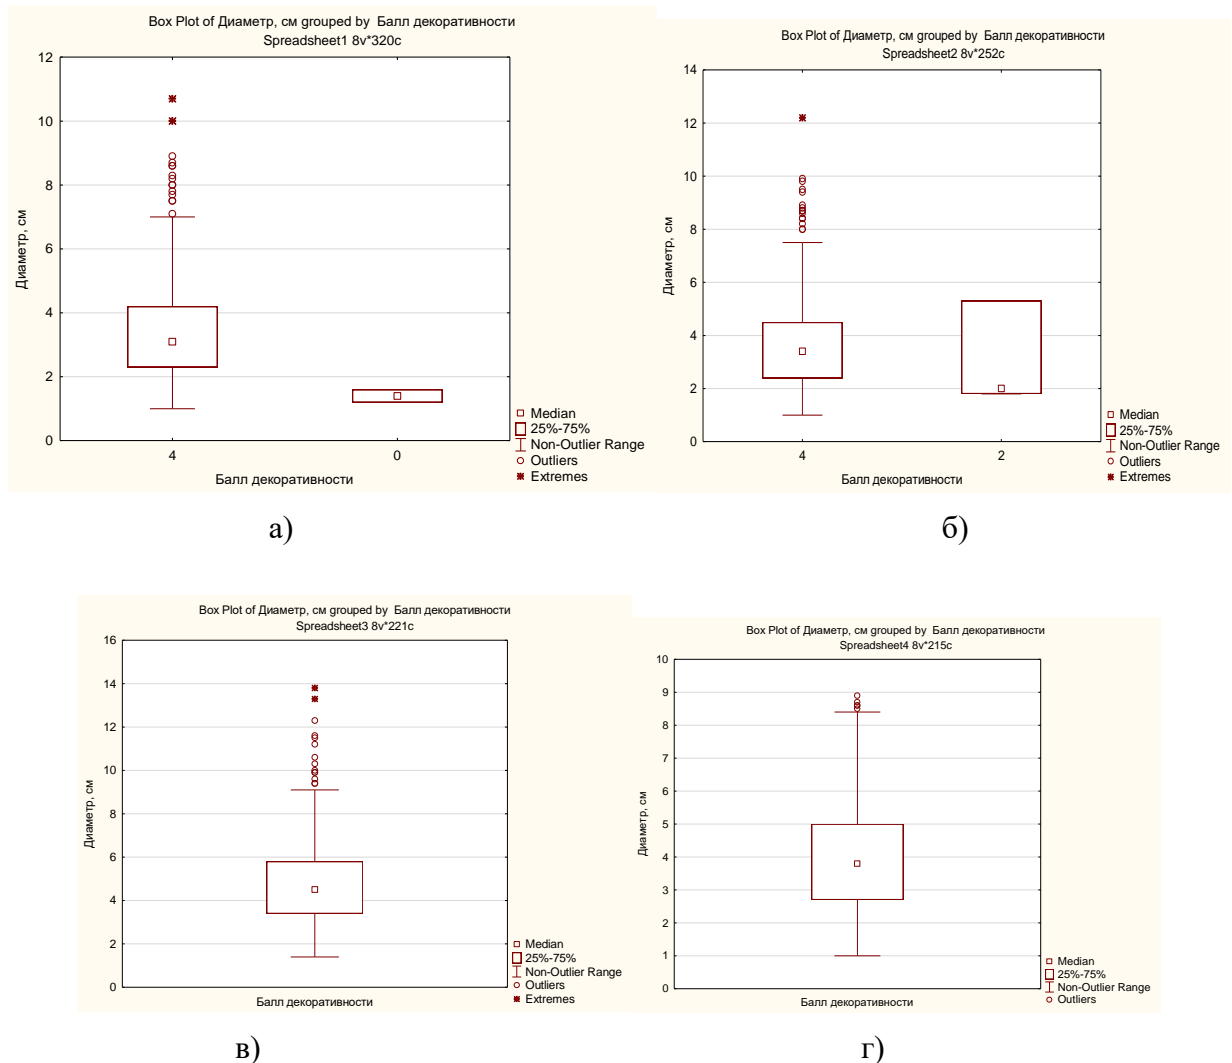 Box Plot of Диаметр, см grouped by Балл декоративности
Spreadsheet1 8v*320c
12
10
8
6
4
2
0
Диаметр, см
4
0
Балл декоративности
Median
25%-75%
Non-Outlier Range
Outliers
Extremes
а)
Box Plot of Диаметр, см grouped by Балл декоративности
Spreadsheet2 8v*252c
14
12
10
8
6
4
2
0
Диаметр, см
4
2
Балл декоративности
Median
25%-75%
Non-Outlier Range
Outliers
Extremes
б)
Box Plot of Диаметр, см grouped by Балл декоративности
Spreadsheet3 8v*221c
16
14
12
10
8
6
4
2
0
Диаметр, см
Балл декоративности
Median
25%-75%
Non-Outlier Range
Outliers
Extremes
в)
Box Plot of Диаметр, см grouped by Балл декоративности
Spreadsheet4 8v*215c
10
9
8
7
6
5
4
3
2
1
0
Диаметр, см
Балл декоративности
Median
25%-75%
Non-Outlier Range
Outliers
г)